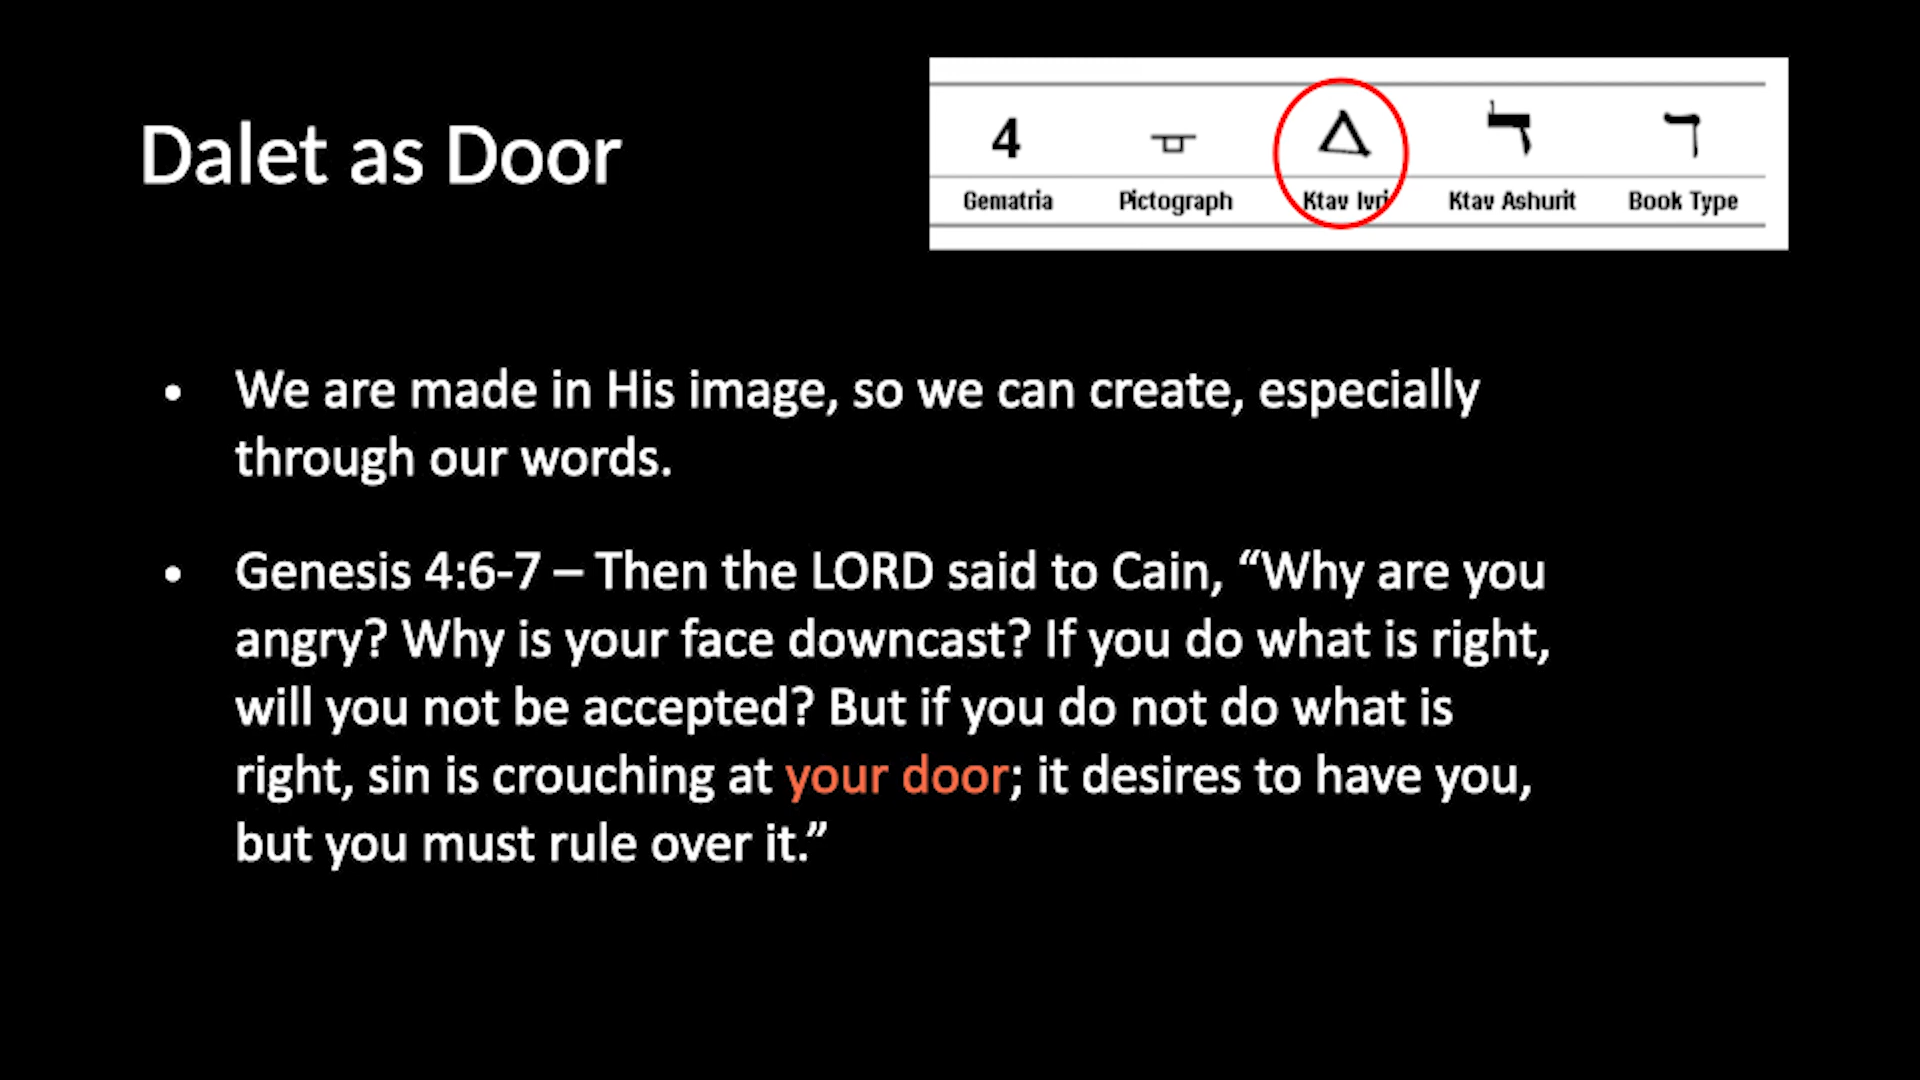 Dalet as Door
4 ㅁ Δ ד ד
Gematria Pictograph Ktav Ivri Ktav Ashurit Book Type
• We are made in His image, so we can create, especially
through our words.
• Genesis 4:6-7 – Then the LORD said to Cain, “Why are you
angry? Why is your face downcast? If you do what is right,
will you not be accepted? But if you do not do what is
right, sin is crouching at your door; it desires to have you,
but you must rule over it.”